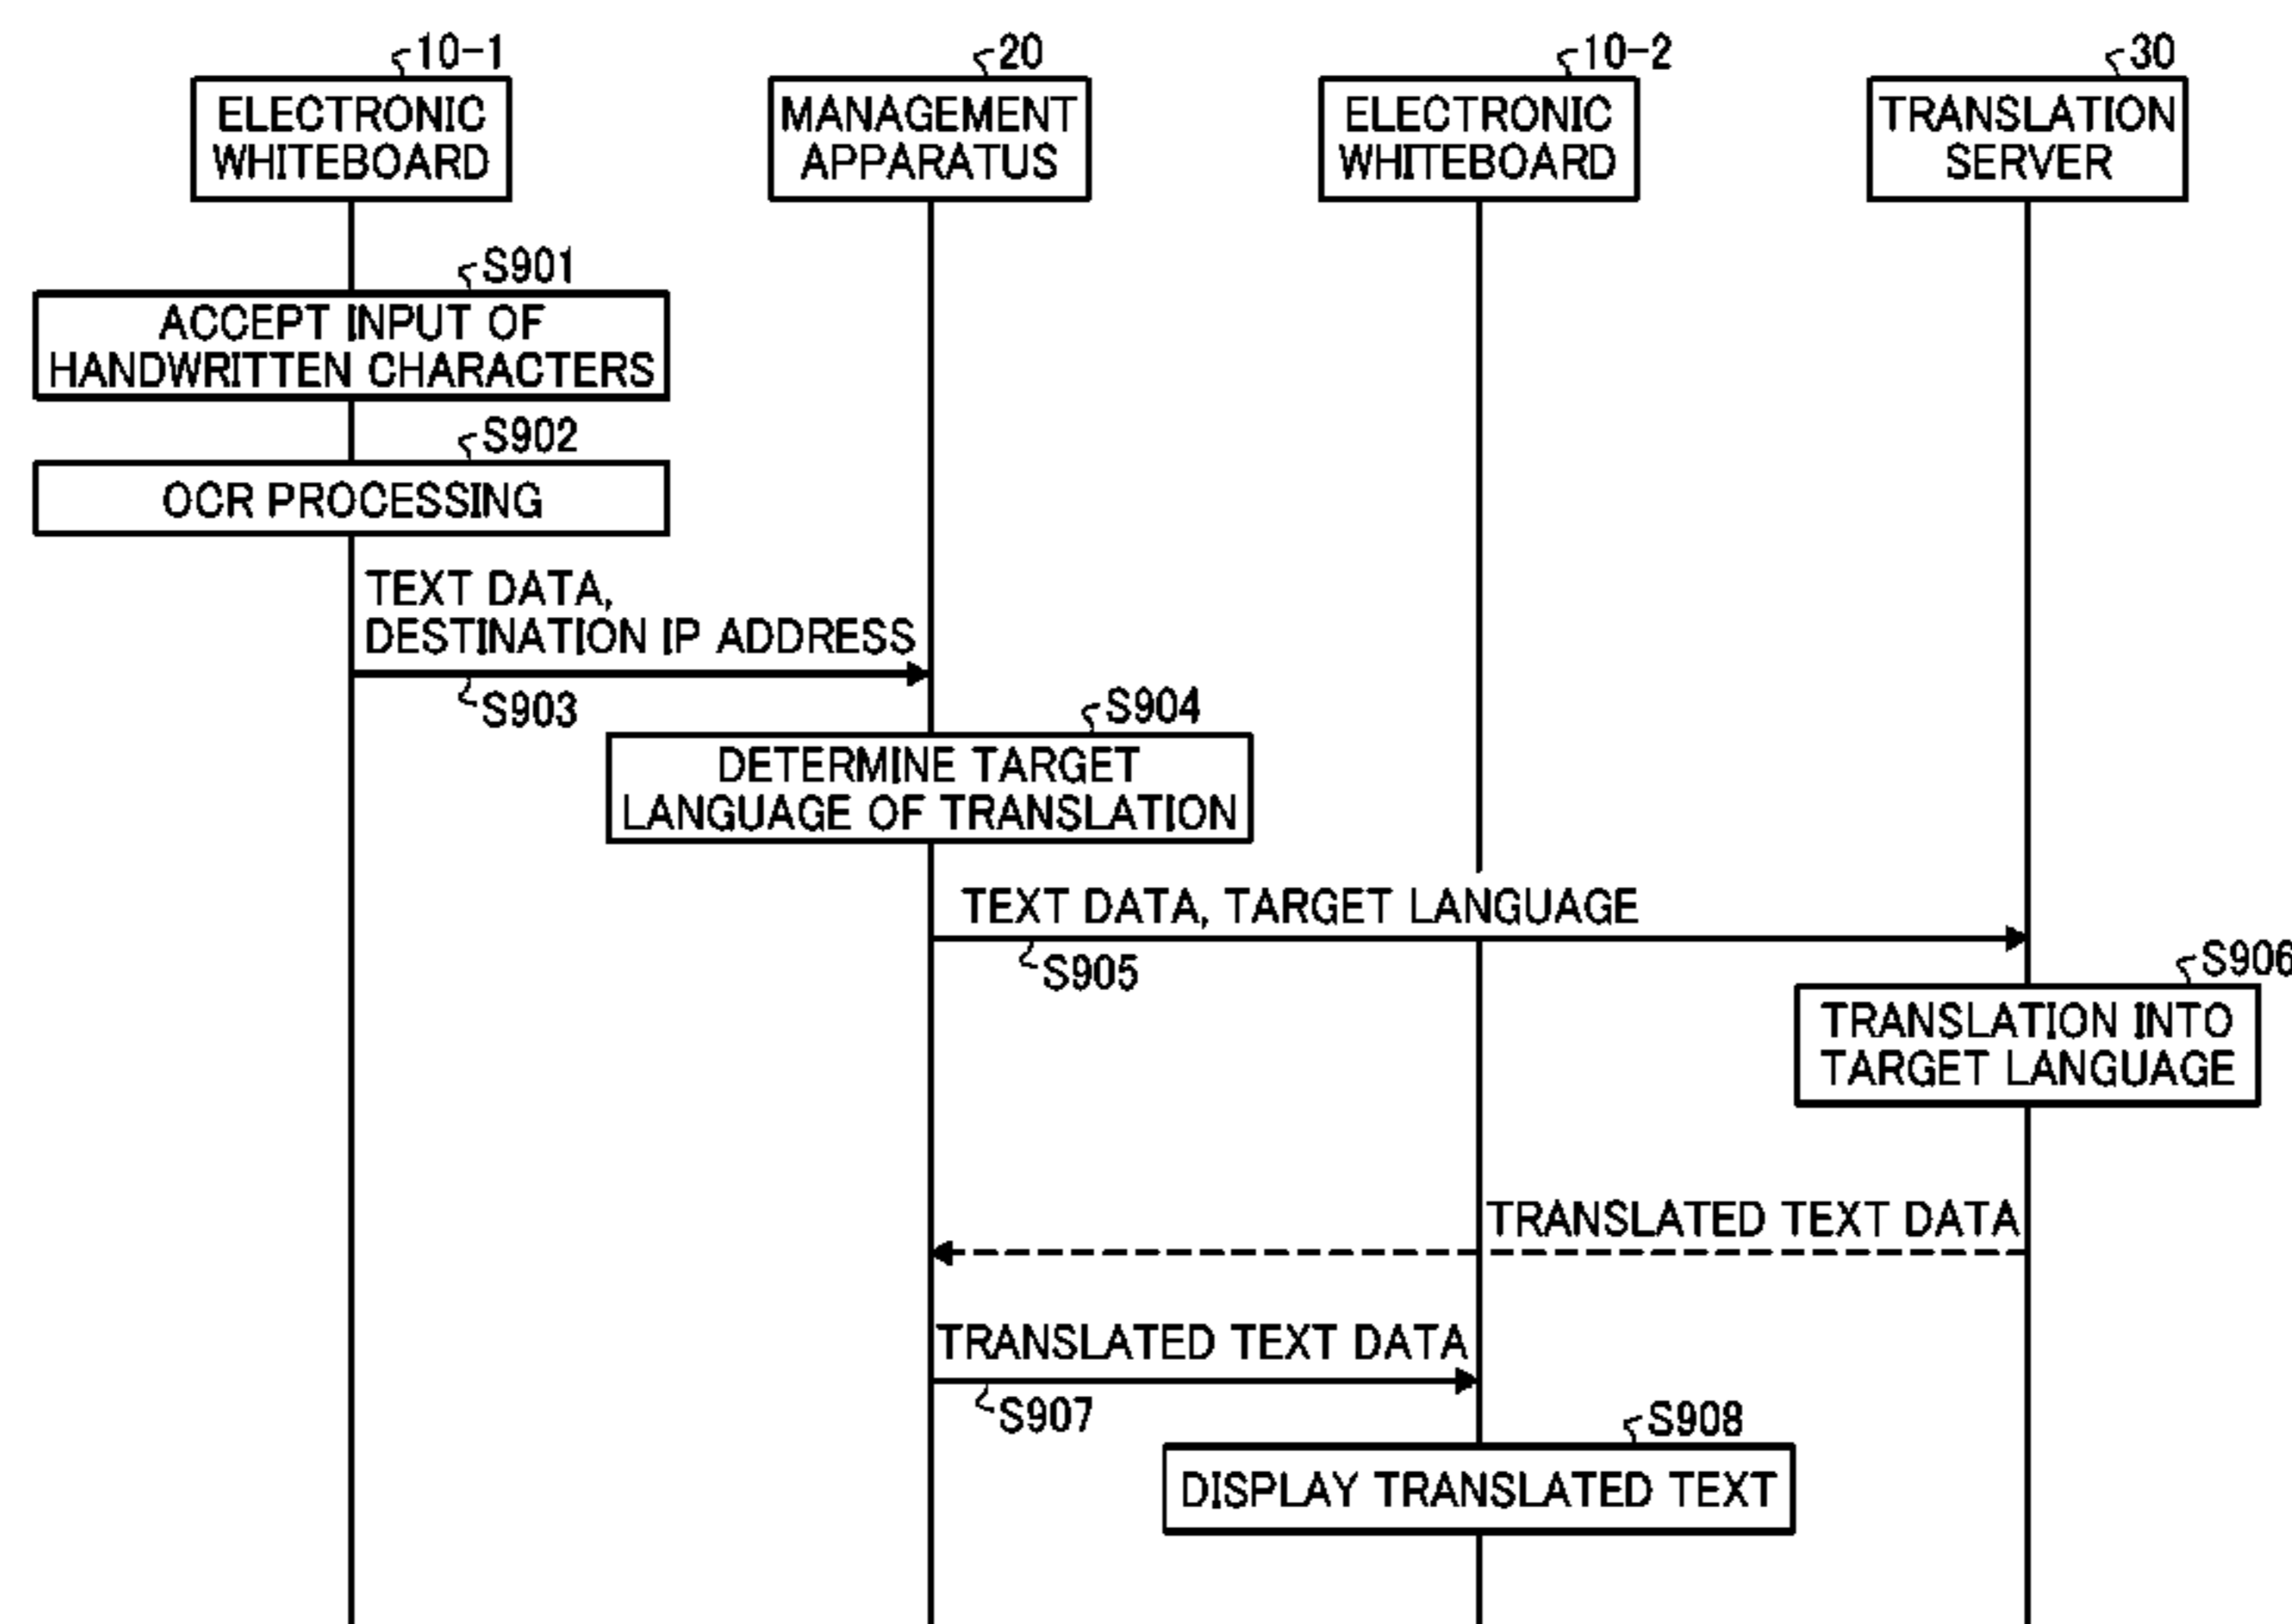 10-1
20
10-2
30
ELECTRONIC
WHITEBOARD
MANAGEMENT
APPARATUS
ELECTRONIC
WHITEBOARD
TRANSLATION
SERVER
S901
ACCEPT INPUT OF
HANDWRITTEN CHARACTERS
S902
OCR PROCESSING
TEXT DATA,
DESTINATION IP ADDRESS
S903
S904
DETERMINE TARGET
LANGUAGE OF TRANSLATION
TEXT DATA, TARGET LANGUAGE
S905
S906
TRANSLATION INTO
TARGET LANGUAGE
TRANSLATED TEXT DATA
TRANSLATED TEXT DATA
S907
S908
DISPLAY TRANSLATED TEXT